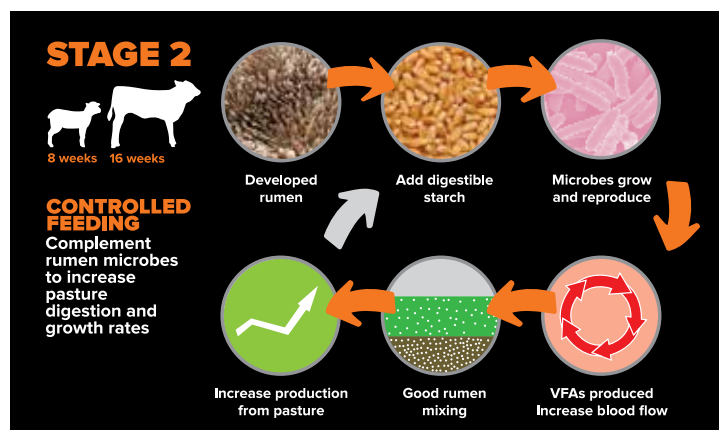 STAGE 2
8 weeks 16 weeks
CONTROLLED
FEEDING
Complement
rumen microbes
to increase
pasture
digestion and
growth rates
Developed
rumen
Add digestible
starch
Microbes grow
and reproduce
Increase production
from pasture
Good rumen
mixing
VFAs produced
Increase blood flow